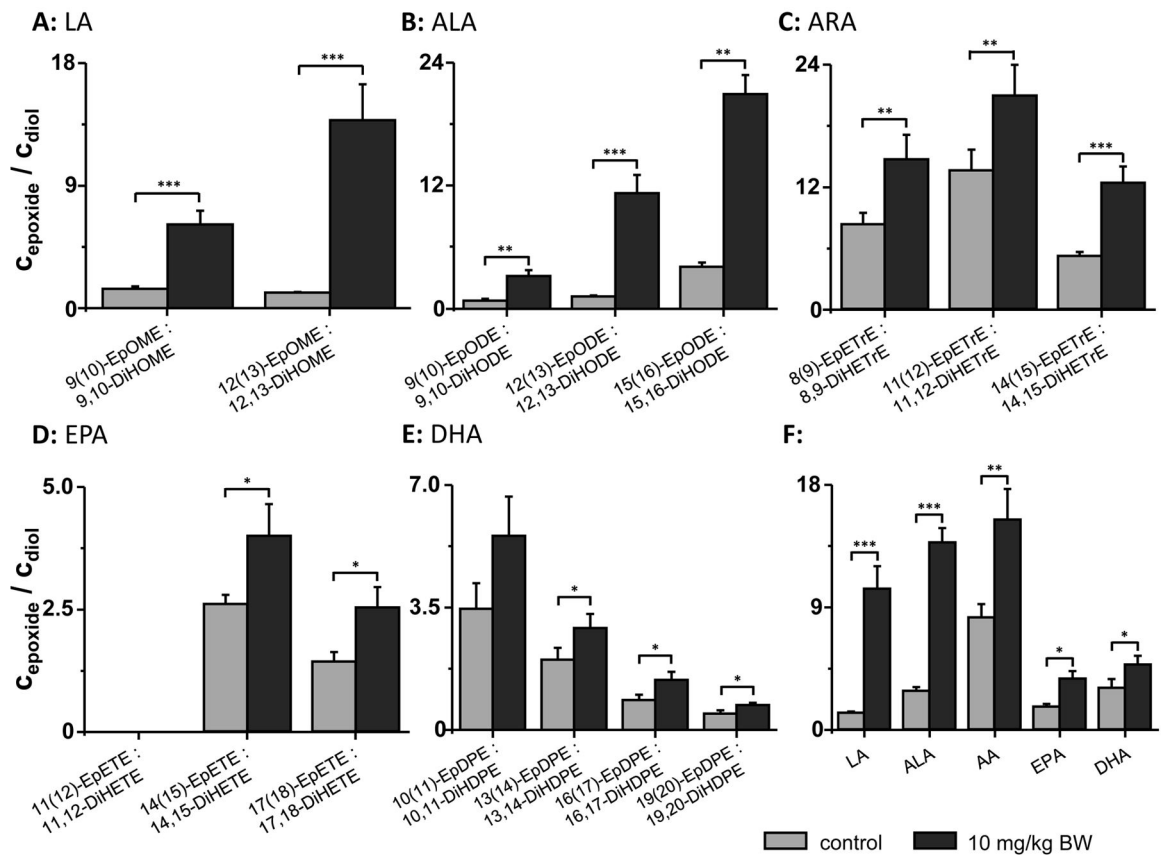 A: LA
18
9
0
c_epoxide / c_diol
***
***
9(10)-EpOME :
9,10-DiHOME
12(13)-EpOME :
12,13-DiHOME
B: ALA
24
12
0
**
***
**
9(10)-EpODE :
9,10-DiHODE
12(13)-EpODE :
12,13-DiHODE
15(16)-EpODE :
15,16-DiHODE
C: ARA
24
12
0
**
**
***
8(9)-EpETrE :
8,9-DiHETrE
11(12)-EpETrE :
11,12-DiHETrE
14(15)-EpETrE :
14,15-DiHETrE
D: EPA
5.0
2.5
0
c_epoxide / c_diol
*
*
11(12)-EpETE :
11,12-DiHETE
14(15)-EpETE :
14,15-DiHETE
17(18)-EpETE :
17,18-DiHETE
E: DHA
7.0
3.5
0.0
*
*
*
10(11)-EpDPE :
10,11-DiHDPE
13(14)-EpDPE :
13,14-DiHDPE
16(17)-EpDPE :
16,17-DiHDPE
19(20)-EpDPE :
19,20-DiHDPE
F:
18
9
0
***
***
**
*
*
LA
ALA
AA
EPA
DHA
control
10 mg/kg BW